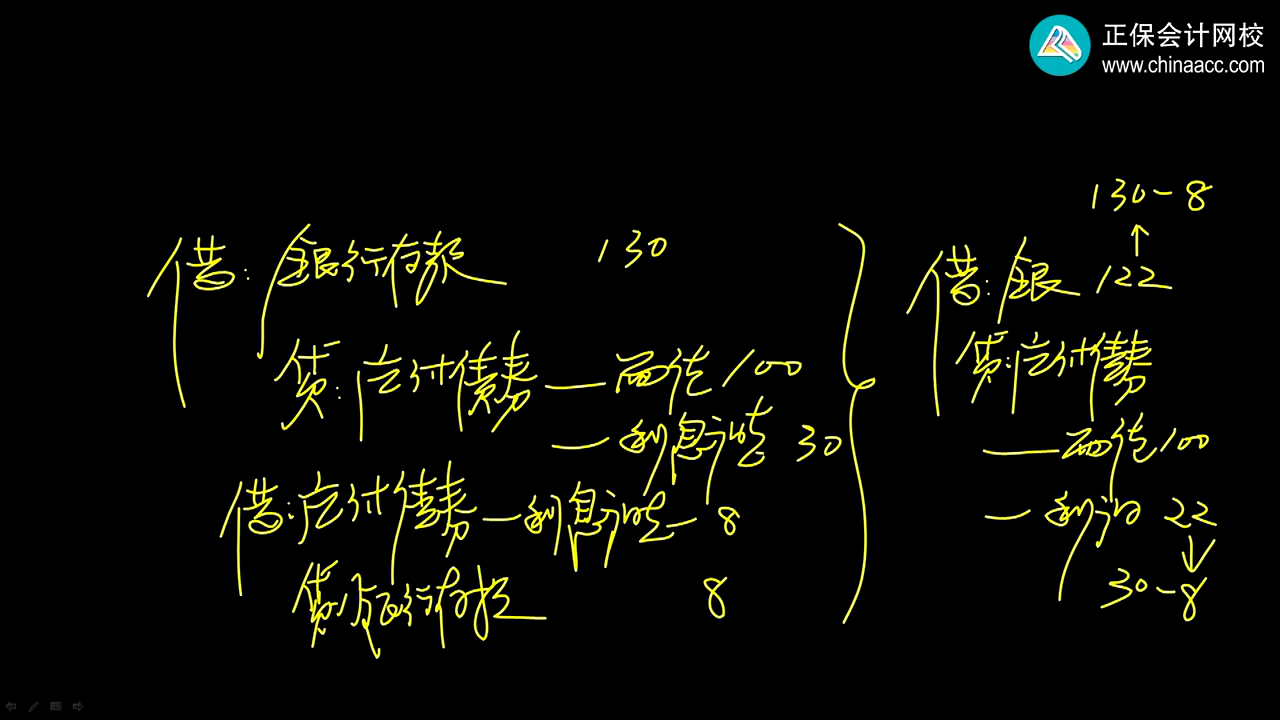 正保会计网校
www.chinaacc.com
借：银行存款 130
贷：应付债券——面值 100
—利息调整 30
借：应付债券—利息调整— 8
贷：银行存款 8
130-8
↑
借：银 122
贷：应付债券
——面值 100
—利调 22
↓
30-8